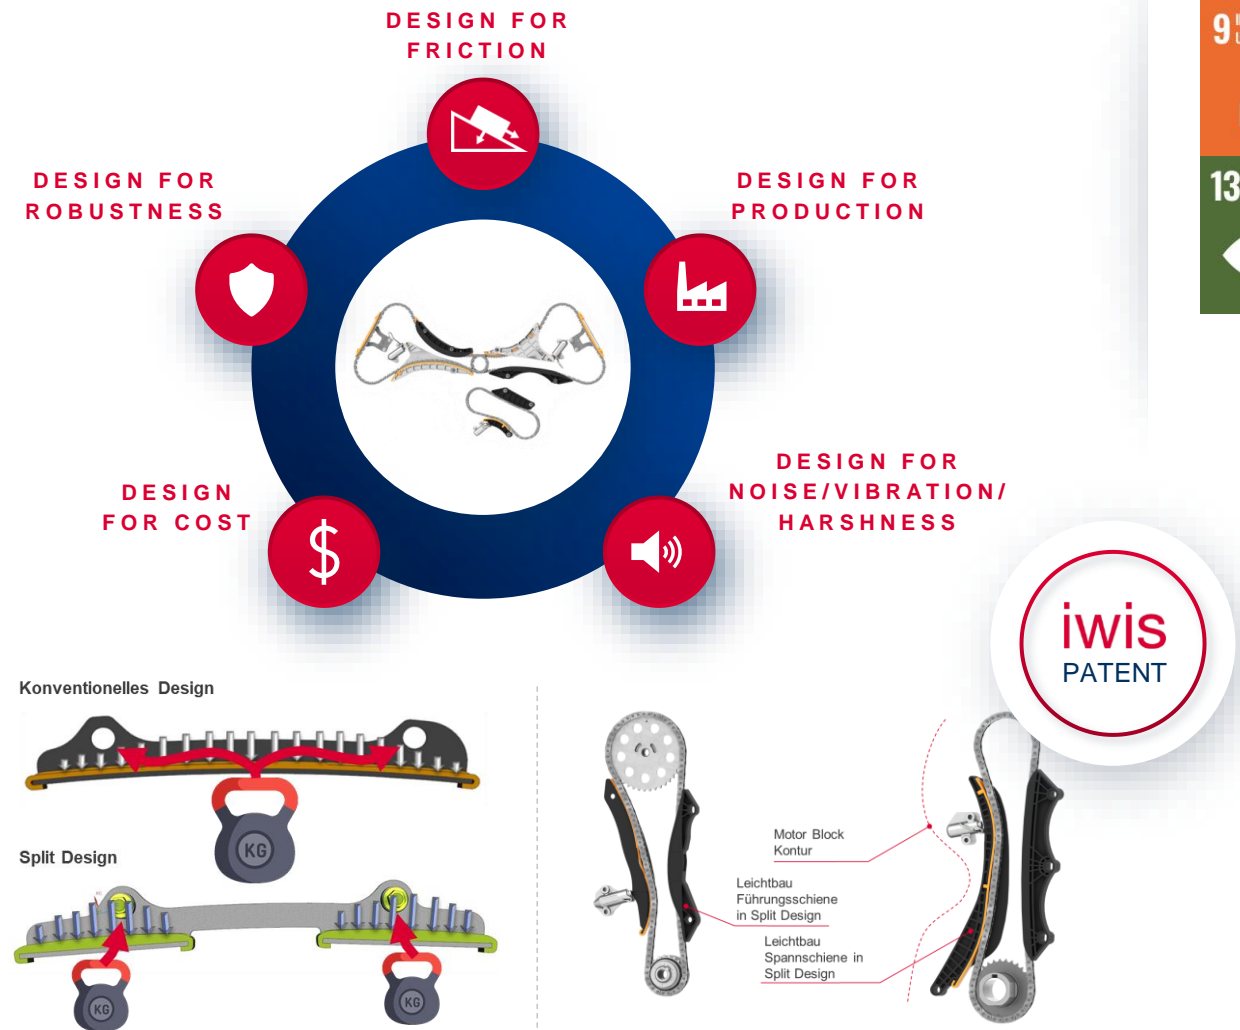 DESIGN FOR
FRICTION
DESIGN FOR
ROBUSTNESS
DESIGN FOR
PRODUCTION
DESIGN
FOR COST
DESIGN FOR
NOISE/VIBRATION/
HARSHNESS
9
13
iwis
PATENT
Konventionelles Design
KG
Split Design
KG
KG
Motor Block
Kontur
Leichtbau
Führungsschiene
in Split Design
Leichtbau
Spannschiene in
Split Design